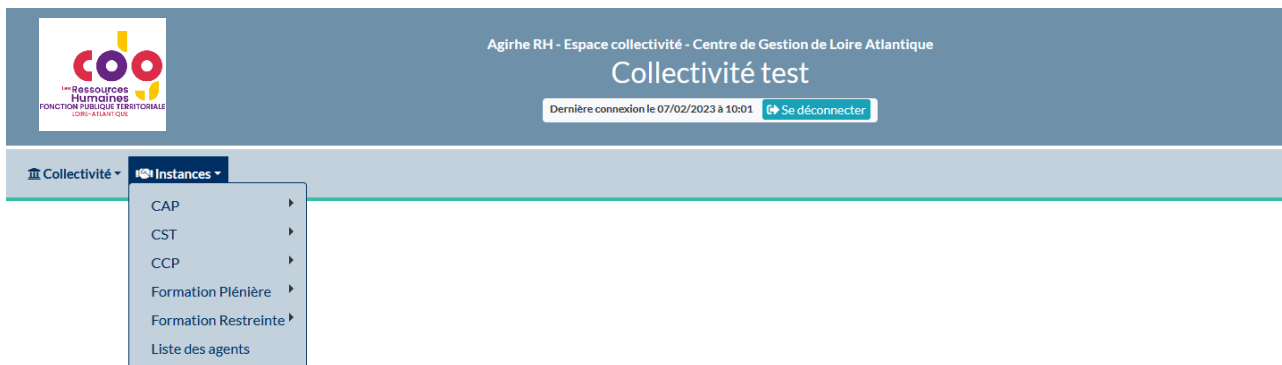 cdg
Les Ressources
Humaines
FONCTION PUBLIQUE TERRITORIALE
LOIRE-ATLANTIQUE
Agirhe RH - Espace collectivité - Centre de Gestion de Loire Atlantique
Collectivité test
Dernière connexion le 07/02/2023 à 10:01 Se déconnecter
Collectivité Instances
CAP
CST
CCP
Formation Plénière
Formation Restreinte
Liste des agents